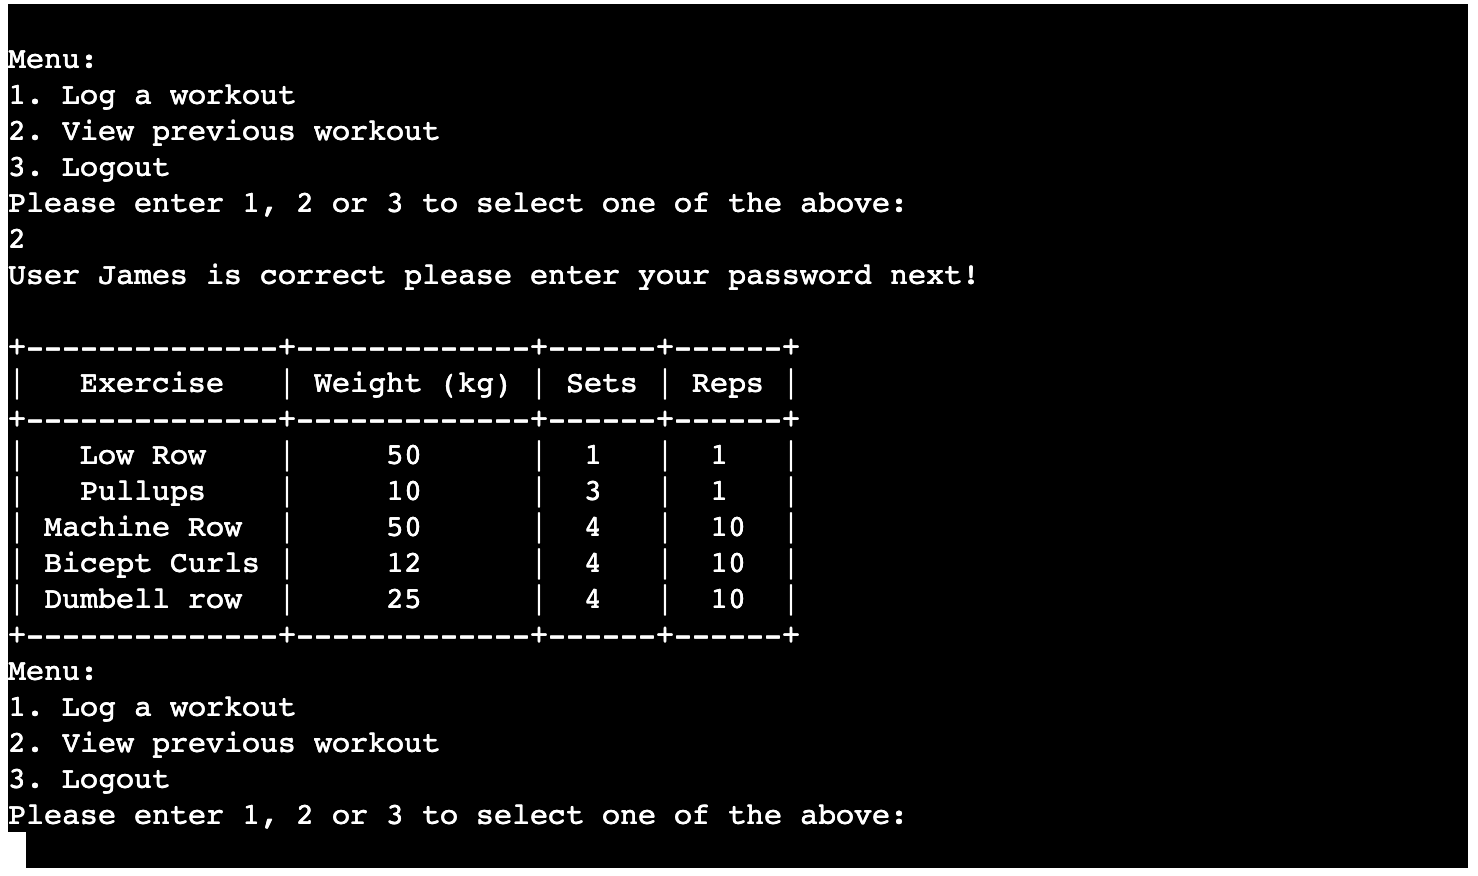 Menu:
1. Log a workout
2. View previous workout
3. Logout
Please enter 1, 2 or 3 to select one of the above:
2
User James is correct please enter your password next!

+--------------+-------------+------+------+
|   Exercise   | Weight (kg) | Sets | Reps |
+--------------+-------------+------+------+
|   Low Row    |     50      |  1   |  1   |
|   Pullups    |     10      |  3   |  1   |
| Machine Row  |     50      |  4   |  10  |
| Bicept Curls |     12      |  4   |  10  |
| Dumbell row  |     25      |  4   |  10  |
+--------------+-------------+------+------+
Menu:
1. Log a workout
2. View previous workout
3. Logout
Please enter 1, 2 or 3 to select one of the above: